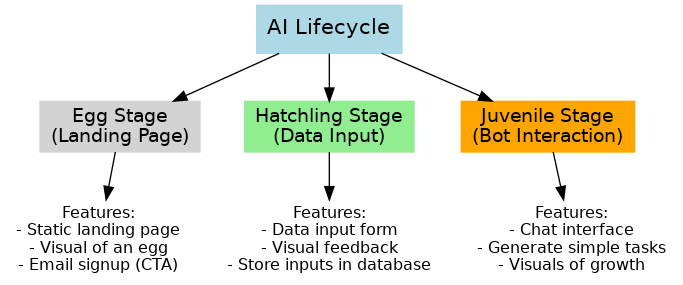 AI Lifecycle
Egg Stage
(Landing Page)
Hatchling Stage
(Data Input)
Juvenile Stage
(Bot Interaction)
Features:
- Static landing page
- Visual of an egg
- Email signup (CTA)
Features:
- Data input form
- Visual feedback
- Store inputs in database
Features:
- Chat interface
- Generate simple tasks
- Visuals of growth